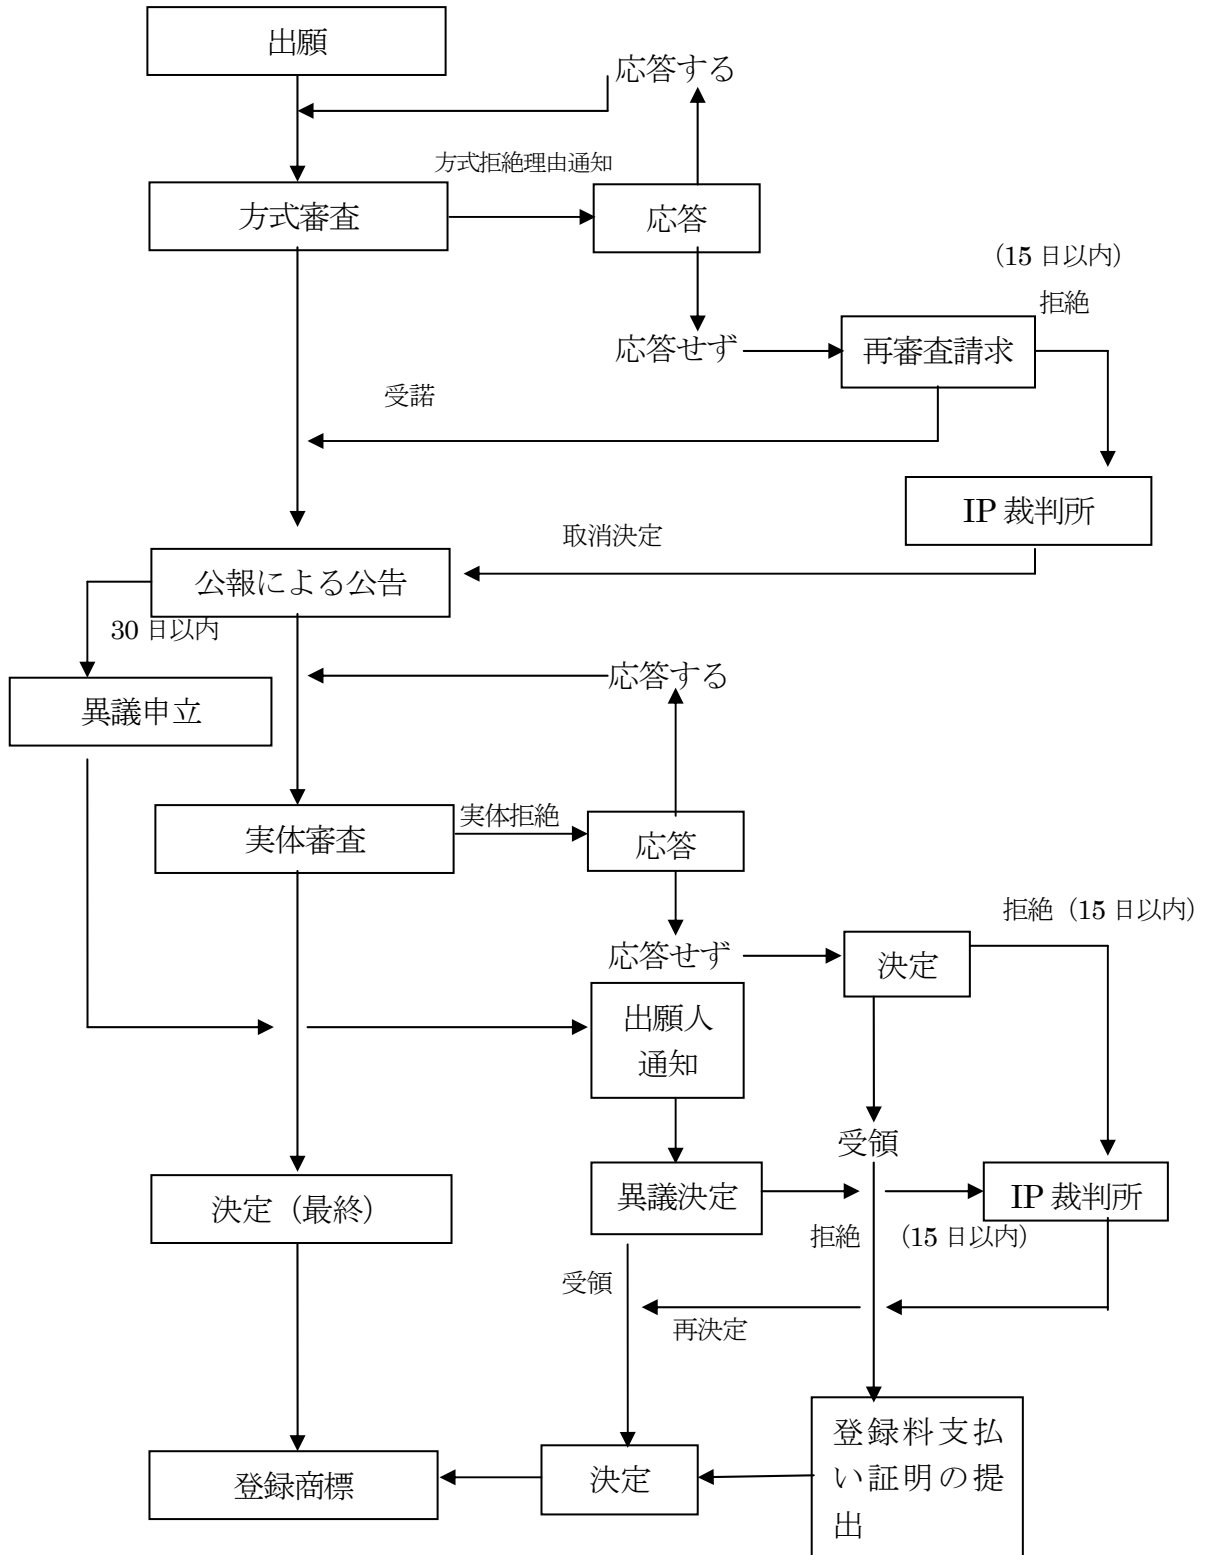 出願
応答する
方式拒絶理由通知
方式審査
応答
（15 日以内）
拒絶
応答せず
再審査請求
受諾
IP 裁判所
取消決定
公報による公告
30 日以内
応答する
異議申立
実体拒絶
実体審査
応答
拒絶（15 日以内）
応答せず
決定
出願人
通知
受領
異議決定
IP 裁判所
決定（最終）
拒絶
（15 日以内）
受領
再決定
登録料支払
い証明の提
出
決定
登録商標